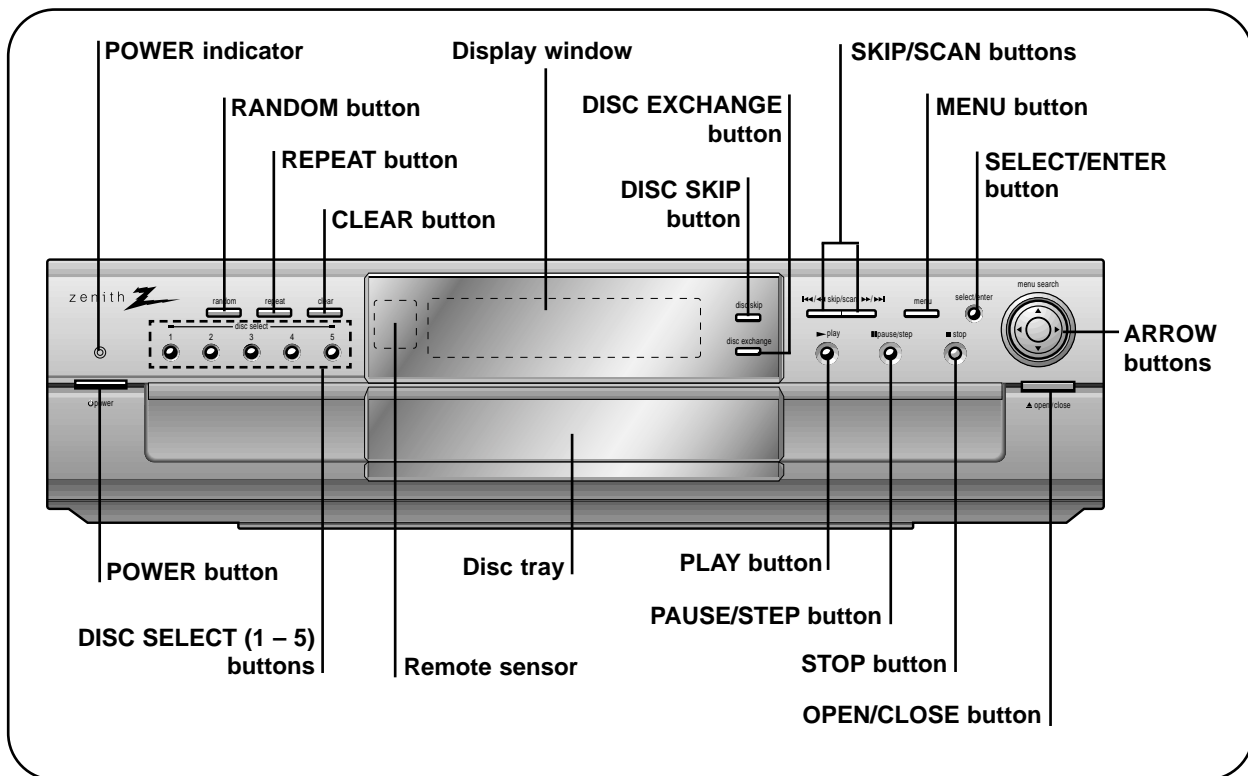 POWER indicator
Display window
SKIP/SCAN buttons
RANDOM button
DISC EXCHANGE
button
MENU button
REPEAT button
SELECT/ENTER
button
DISC SKIP
button
CLEAR button
zenith
random
repeat
clear
disc select
1 2 3 4 5
disc skip
disc exchange
skip/scan
menu
select/enter
menu search
play
pause/step
stop
ARROW
buttons
power
open/close
POWER button
Disc tray
PLAY button
PAUSE/STEP button
DISC SELECT (1 – 5)
buttons
Remote sensor
STOP button
OPEN/CLOSE button